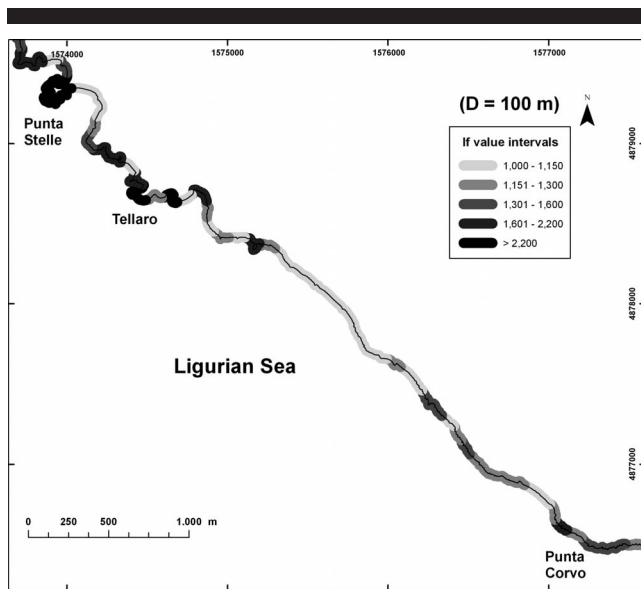 1574000
1575000
1576000
1577000
Punta
Stelle
(D = 100 m)
N
If value intervals
1,000 - 1,150
1,151 - 1,300
1,301 - 1,600
1,601 - 2,200
> 2,200
4879000
Tellaro
4878000
Ligurian Sea
4877000
0 250 500 1.000 m
Punta
Corvo